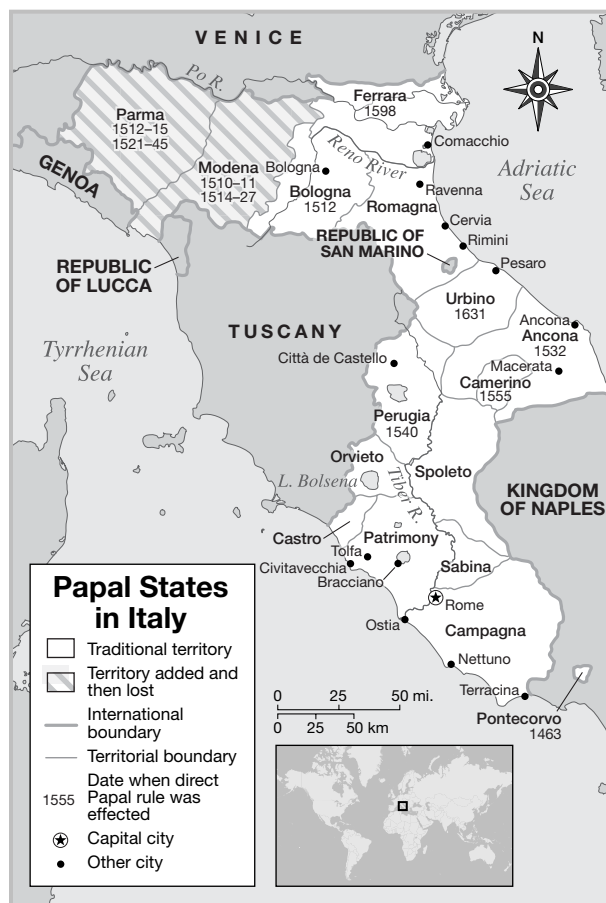 VENICE
N
Po R.
Parma
1512–15
1521–45
Ferrara
1598
Comacchio
GENOA
Reno River
Modena
1510–11
1514–27
Bologna
Bologna
1512
Adriatic
Sea
Ravenna
Romagna
Cervia
REPUBLIC OF
SAN MARINO
Rimini
REPUBLIC
OF LUCCA
Pesaro
Urbino
1631
TUSCANY
Ancona
Ancona
1532
Tyrrhenian
Sea
Città de Castello
Macerata
Camerino
1555
Perugia
1540
Orvieto
Spoleto
L. Bolsena
Tiber R.
KINGDOM
OF NAPLES
Castro
Patrimony
Tolfa
Civitavecchia
Bracciano
Sabina
Rome
Ostia
Campagna
Nettuno
Terracina
Pontecorvo
1463
Papal States
in Italy
Traditional territory
Territory added and
then lost
International
boundary
Territorial boundary
1555
Date when direct
Papal rule was
effected
Capital city
Other city
0 25 50 mi.
0 25 50 km